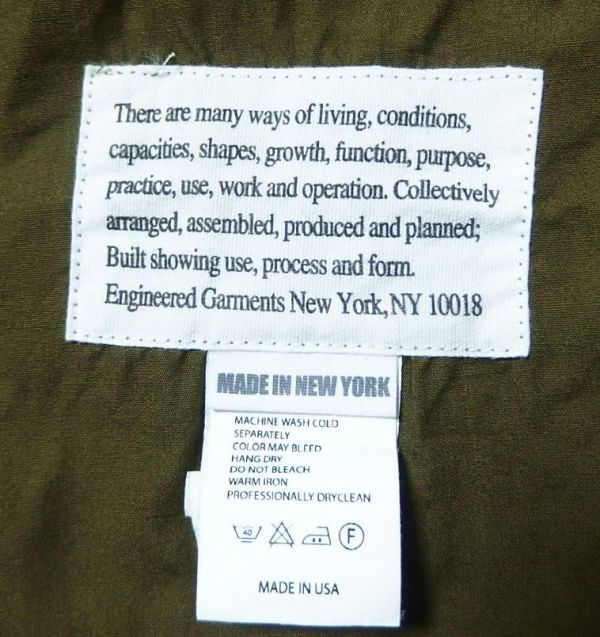 There are many ways of living, conditions,
capacities, shapes, growth, function, purpose,
practice, use, work and operation. Collectively
arranged, assembled, produced and planned;
Built showing use, process and form.
Engineered Garments New York, NY 10018
MADE IN NEW YORK
MACHINE WASH COLD
SEPARATELY
COLOR MAY BLEED
HANG DRY
DO NOT BLEACH
WARM IRON
PROFESSIONALLY DRYCLEAN
40 F
MADE IN USA